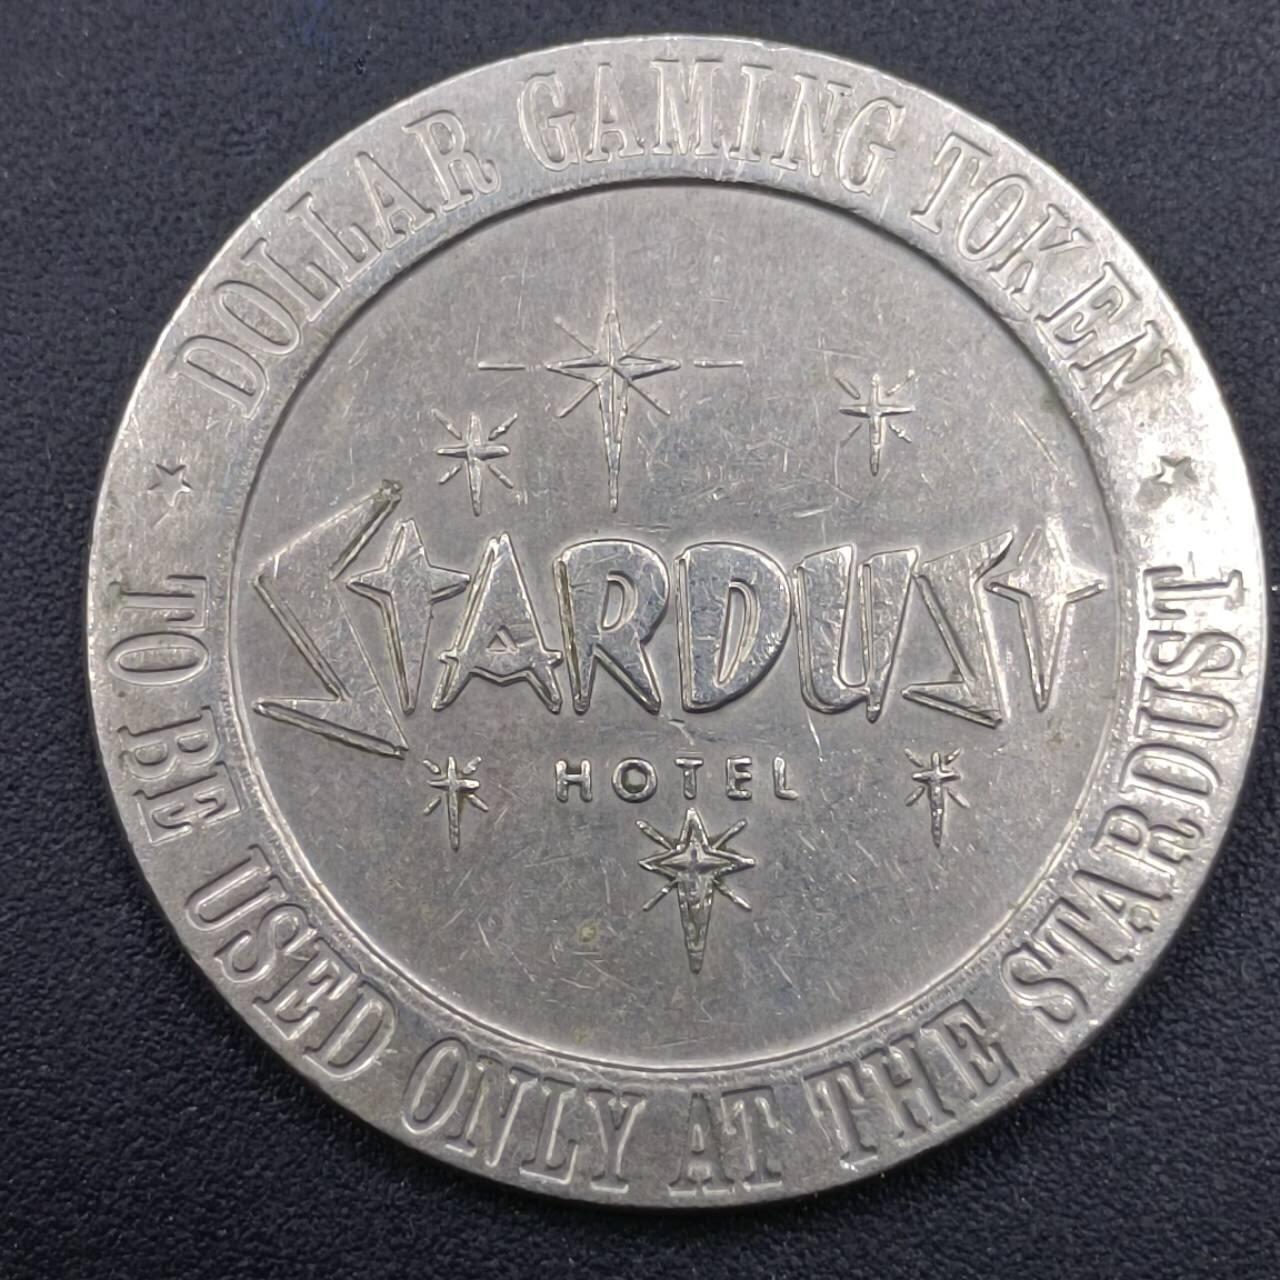 DOLLAR GAMING TOKEN
STARDUST
HOTEL
TO BE USED ONLY AT THE STARDUST